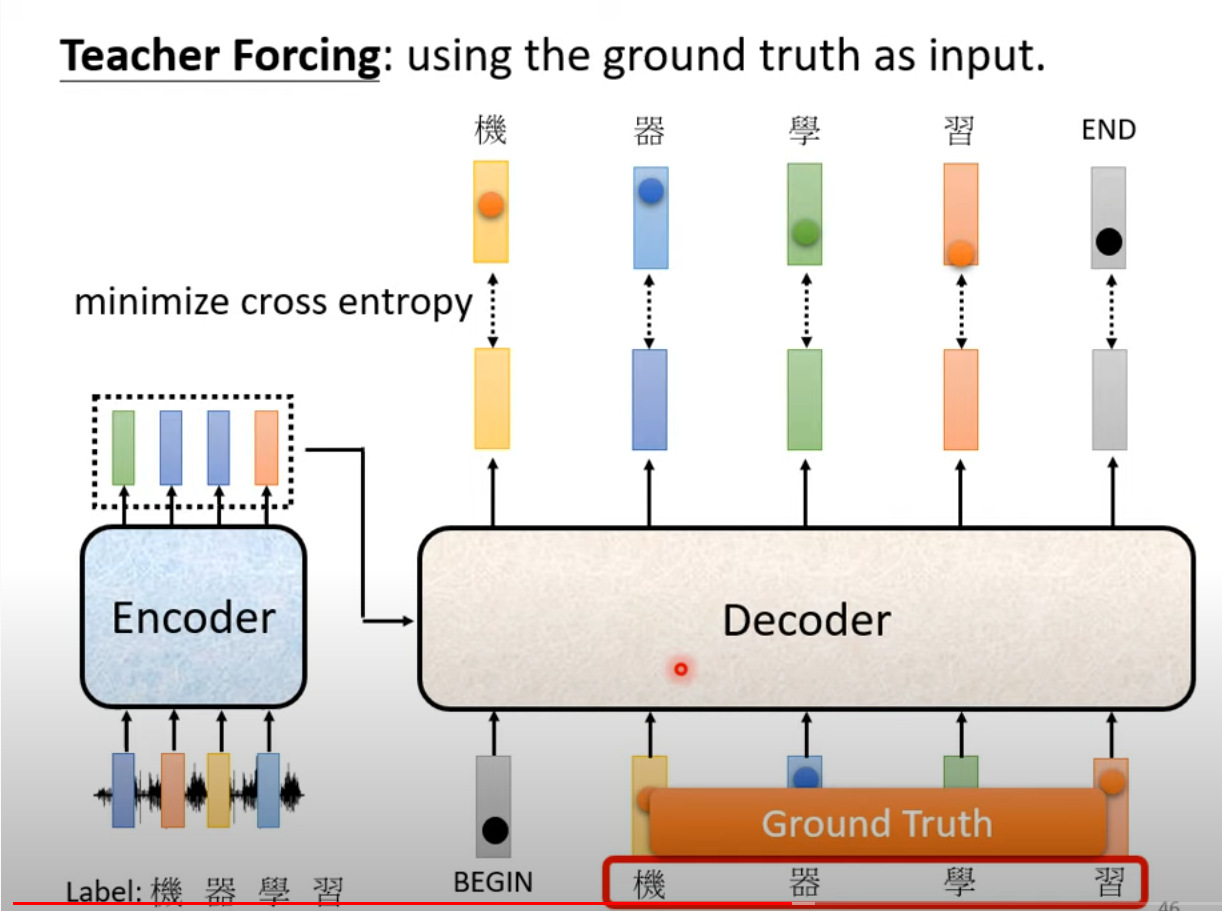 Teacher Forcing: using the ground truth as input.
機 器 學 習 END
minimize cross entropy
Encoder
Decoder
Ground Truth
Label: 機 器 學 習
BEGIN 機 器 學 習
46